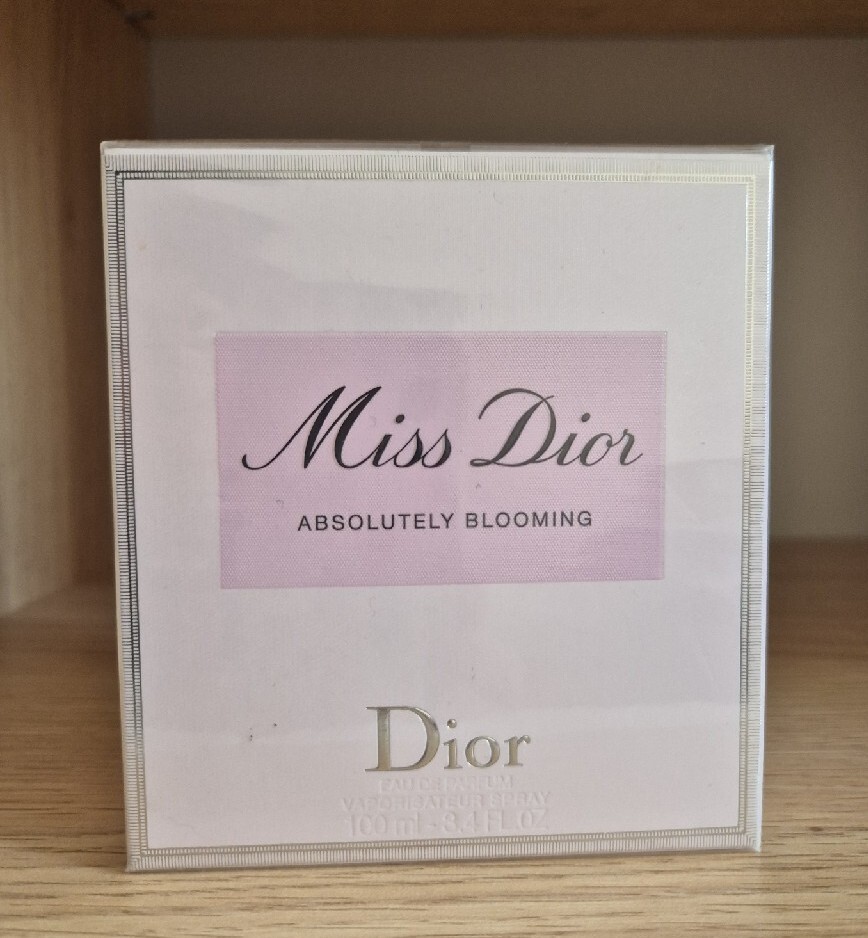 Miss Dior
ABSOLUTELY BLOOMING
Dior
EAU DE PARFUM
VAPORISATEUR SPRAY
100 ml - 3.4 FL.OZ